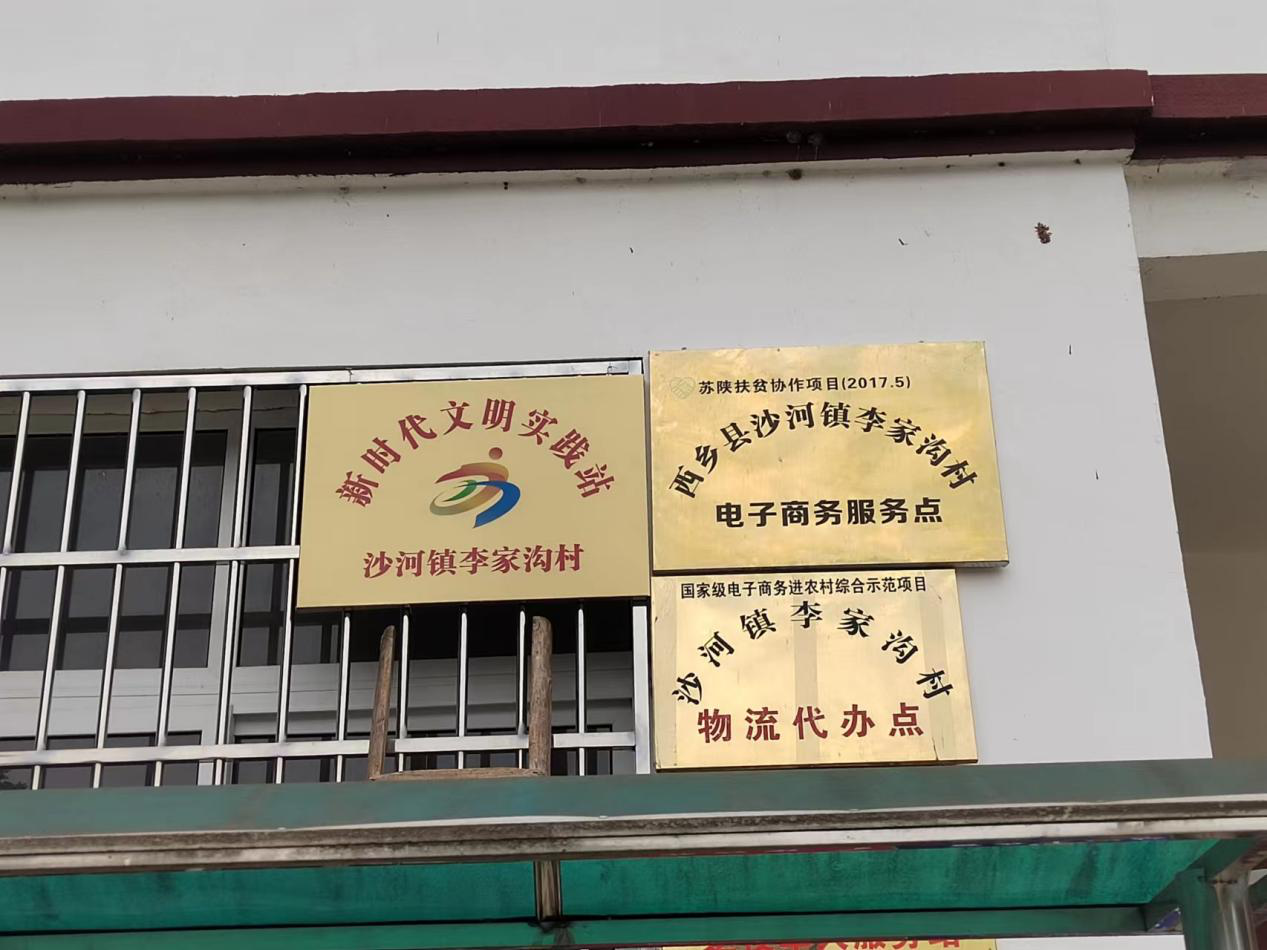 新时代文明实践站
沙河镇李家沟村
苏陕扶贫协作项目(2017.5)
西乡县沙河镇李家沟村
电子商务服务点
国家级电子商务进农村综合示范项目
沙河镇李家沟村
物流代办点